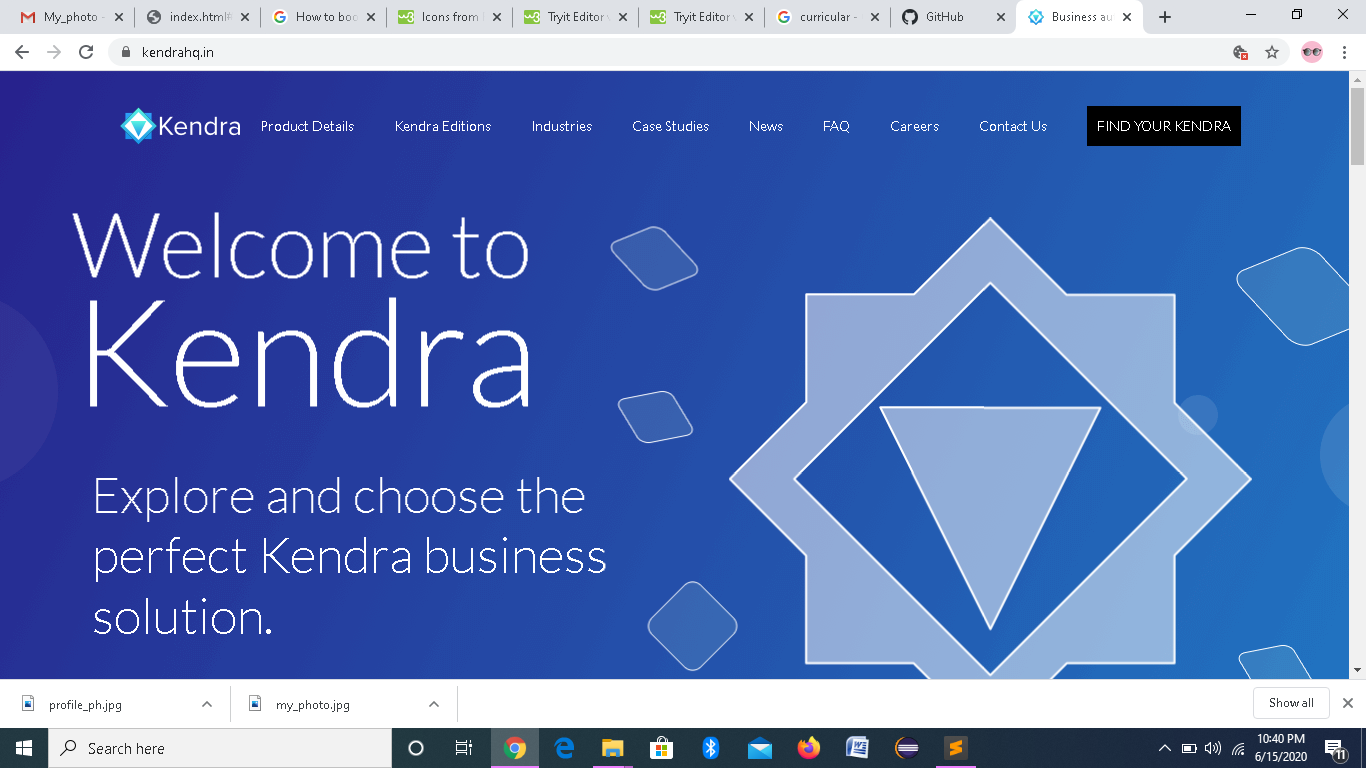 My_photo -
index.html
How to boo
Icons from
Tryit Editor v
Tryit Editor v
curricular -
GitHub
Business au
kendrahq.in
Kendra
Product Details
Kendra Editions
Industries
Case Studies
News
FAQ
Careers
Contact Us
FIND YOUR KENDRA
Welcome to
Kendra
Explore and choose the
perfect Kendra business
solution.
profile_ph.jpg
my_photo.jpg
Show all
Search here
10:40 PM
6/15/2020
11